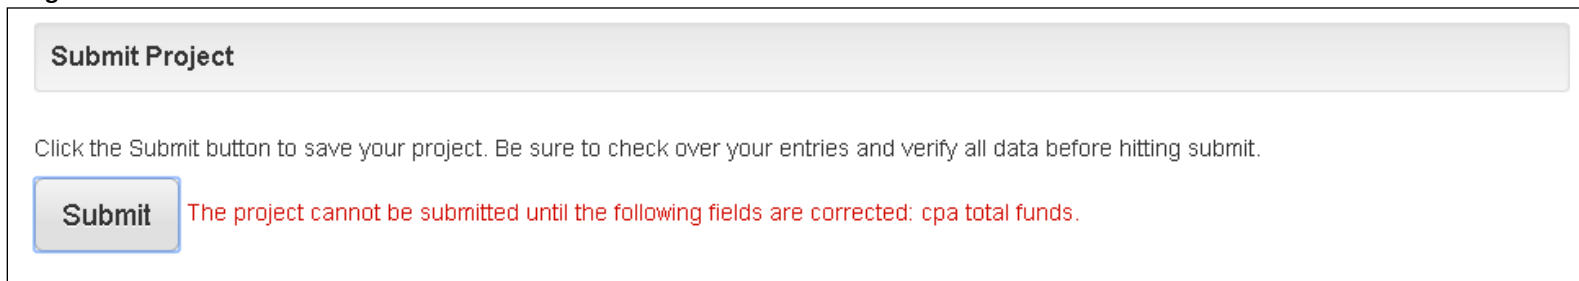 Submit Project
Click the Submit button to save your project. Be sure to check over your entries and verify all data before hitting submit.
Submit The project cannot be submitted until the following fields are corrected: cpa total funds.